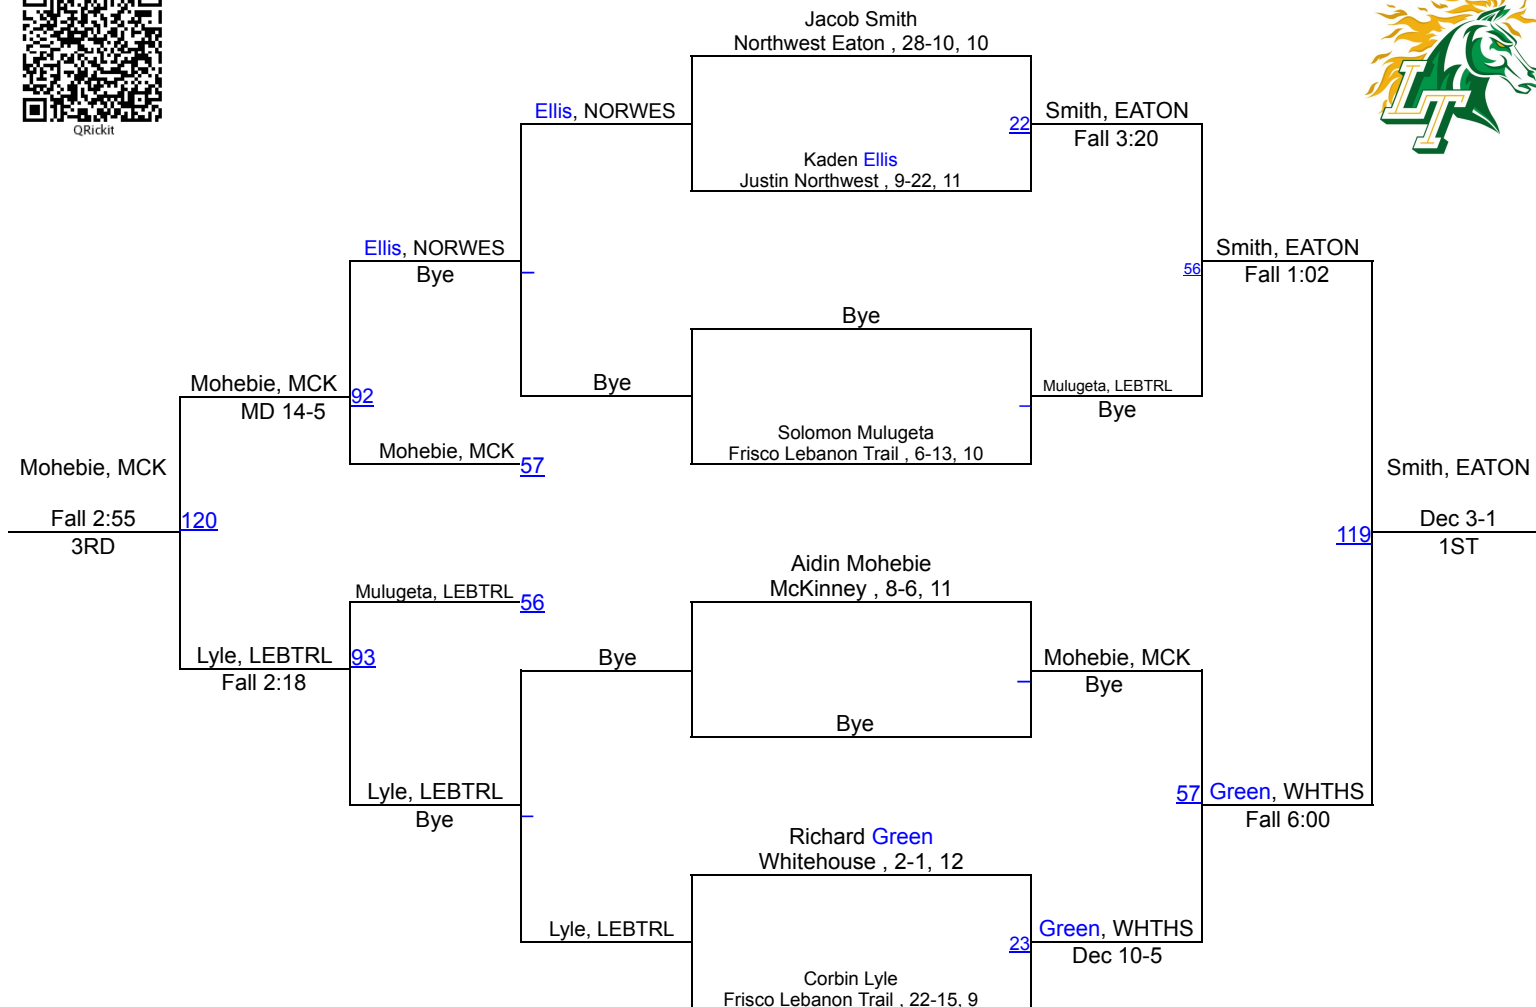 Jacob Smith
Northwest Eaton , 28-10, 10
QRickit
LT
Ellis, NORWES
22
Smith, EATON
Fall 3:20
Kaden Ellis
Justin Northwest , 9-22, 11
Ellis, NORWES
Bye
Smith, EATON
56
Fall 1:02
Bye
Mohebie, MCK
92
MD 14-5
Bye
Mulugeta, LEBTRL
Bye
Solomon Mulugeta
Frisco Lebanon Trail , 6-13, 10
Mohebie, MCK
57
Mohebie, MCK
Fall 2:55
3RD
120
Smith, EATON
119
Dec 3-1
1ST
Aidin Mohebie
McKinney , 8-6, 11
Mulugeta, LEBTRL
56
Lyle, LEBTRL
93
Fall 2:18
Bye
Mohebie, MCK
Bye
Bye
Lyle, LEBTRL
Bye
57
Green, WHTHS
Fall 6:00
Richard Green
Whitehouse , 2-1, 12
Lyle, LEBTRL
23
Green, WHTHS
Dec 10-5
Corbin Lyle
Frisco Lebanon Trail , 22-15, 9